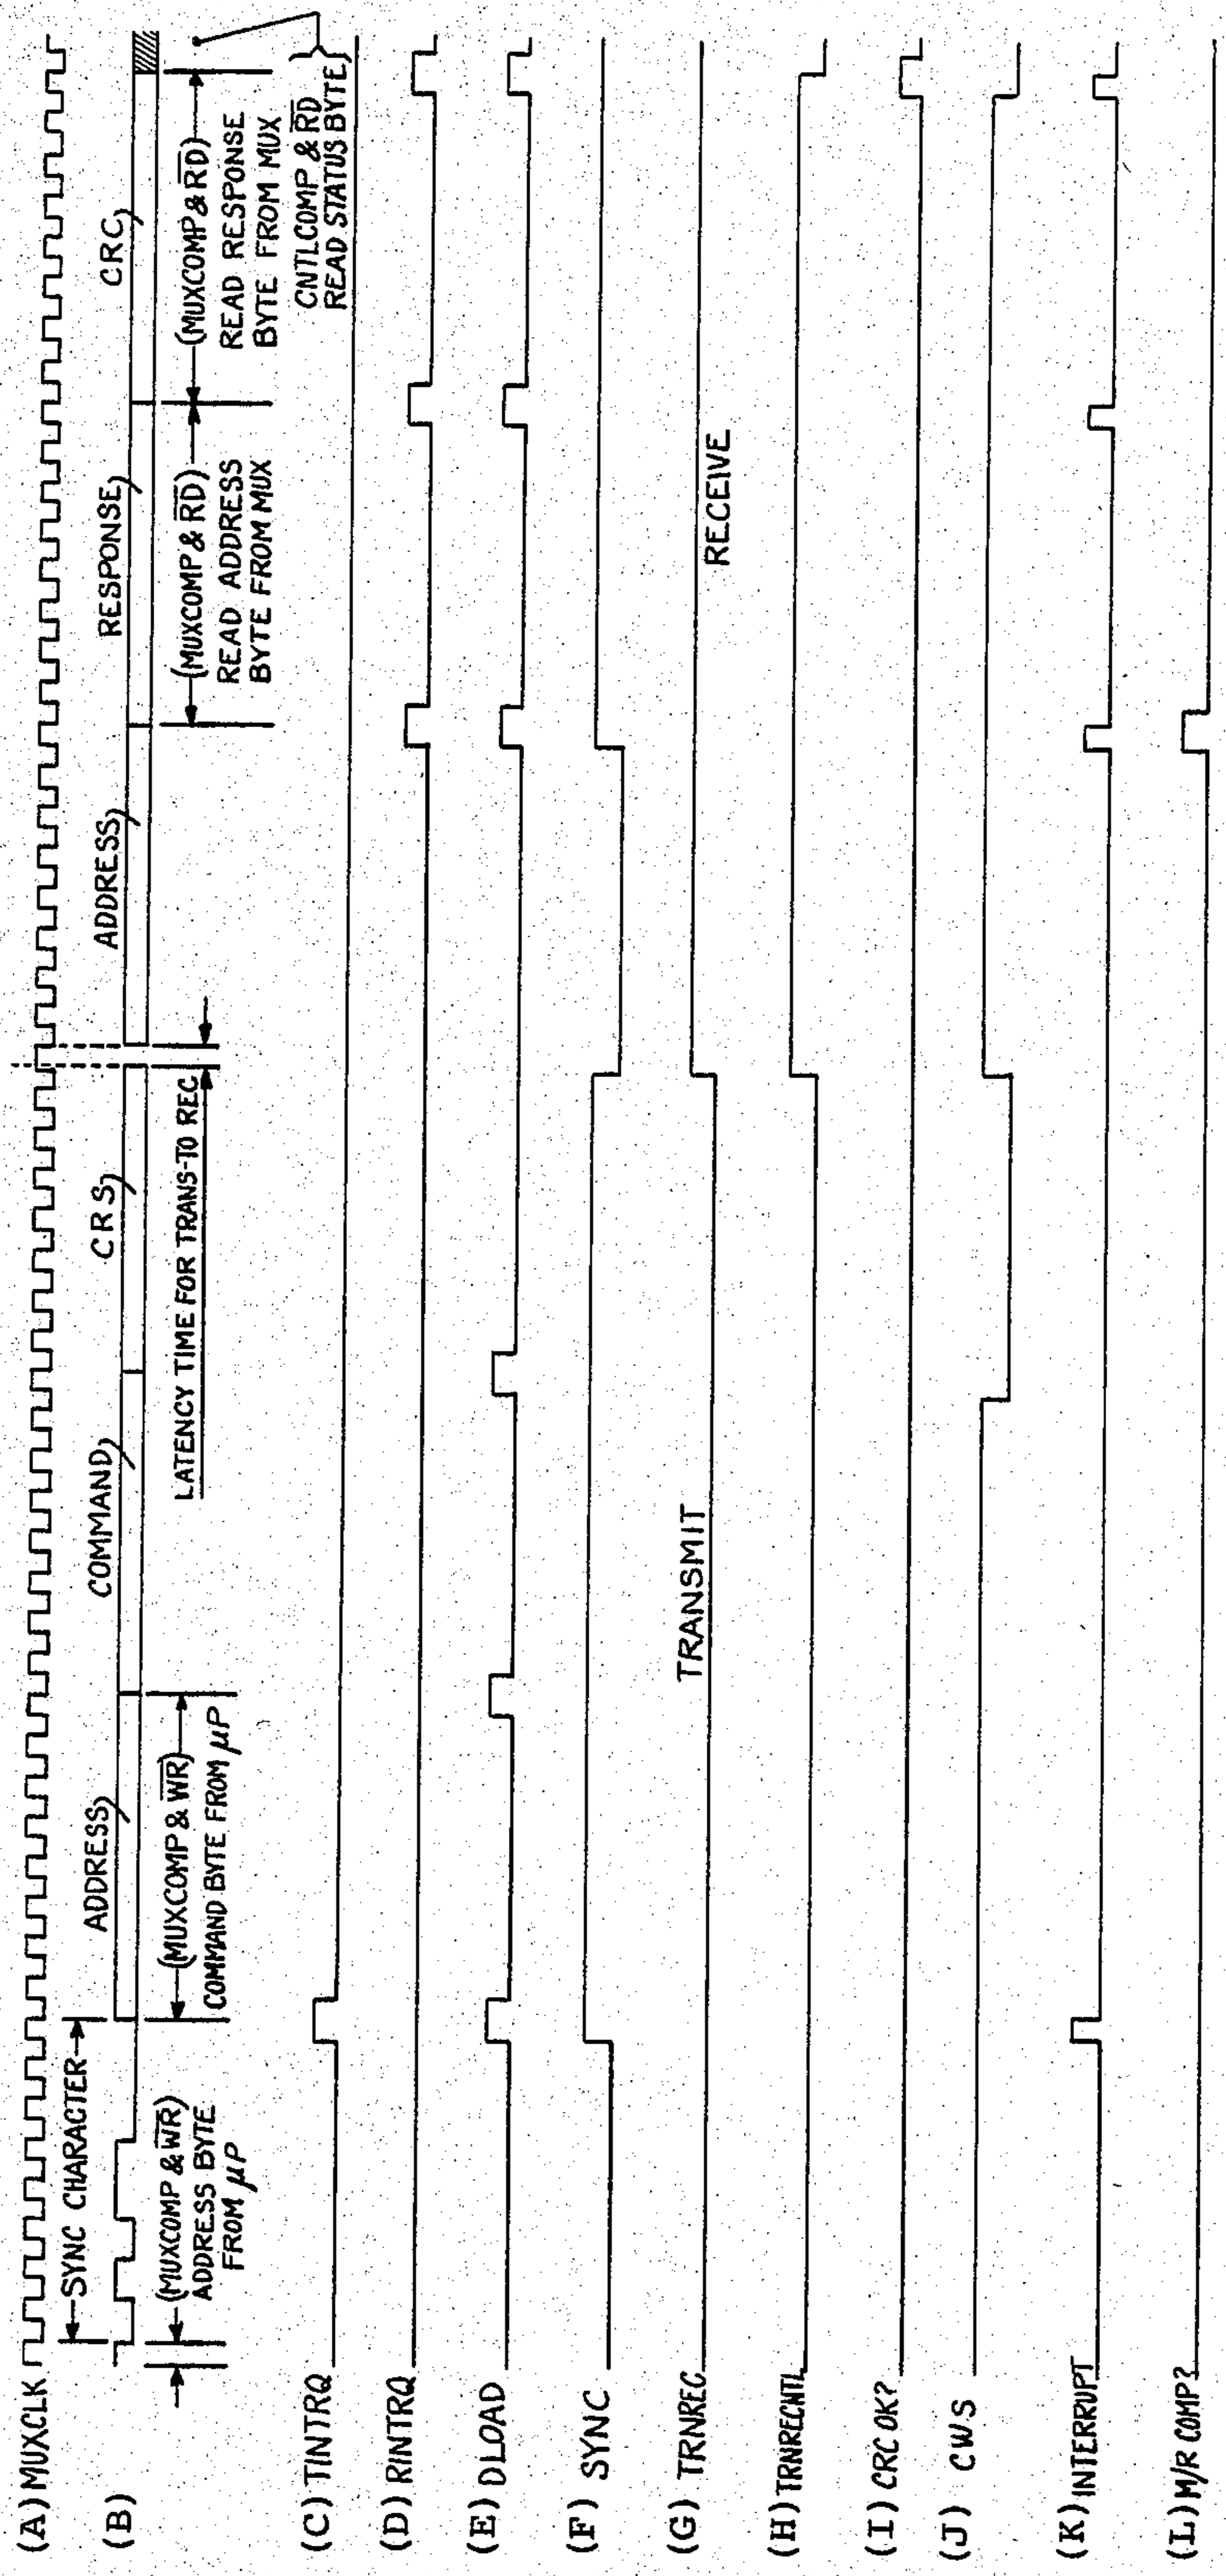 (A) MUXCLK
SYNC CHARACTER
(B)
ADDRESS
COMMAND
CRS
ADDRESS
RESPONSE
CRC
(MUXCOMP & WR)
ADDRESS BYTE
FROM µP
(MUXCOMP & WR)
COMMAND BYTE FROM µP
LATENCY TIME FOR TRANS-TO REC
(MUXCOMP & RD)
READ ADDRESS
BYTE FROM MUX
(MUXCOMP & RD)
READ RESPONSE
BYTE FROM MUX
CNTLCOMP & RD
READ STATUS BYTE
(C) TINTRQ
(D) RINTRQ
(E) DLOAD
(F) SYNC
(G) TRNREC
TRANSMIT
RECEIVE
(H) TRNRECNTL
(I) CRC OK?
(J) CWS
(K) INTERRUPT
(L) M/R COMP?